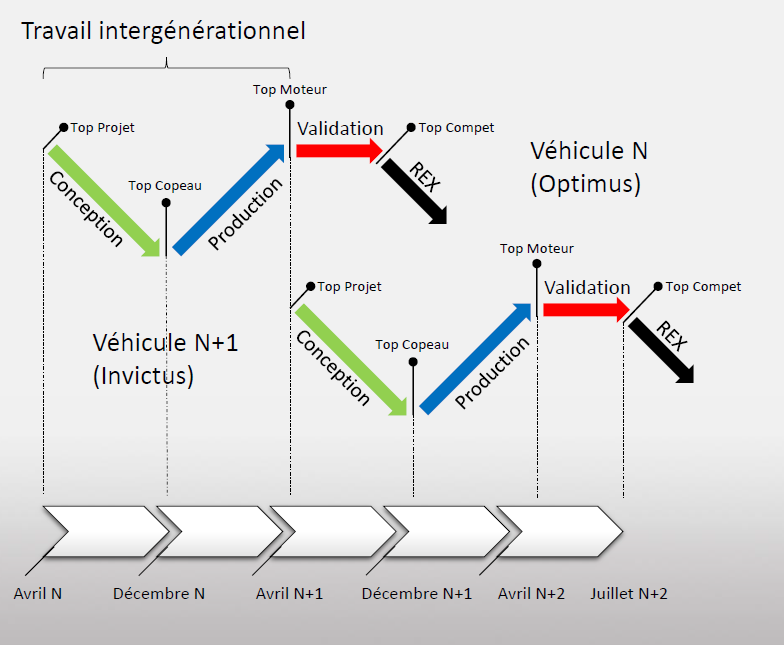 Travail intergénérationnel
Top Moteur
Top Projet
Validation
Top Compet
Conception
Top Copeau
Production
REX
Véhicule N
(Optimus)
Top Moteur
Top Projet
Validation
Top Compet
Véhicule N+1
(Invictus)
Conception
Top Copeau
Production
REX
Avril N
Décembre N
Avril N+1
Décembre N+1
Avril N+2
Juillet N+2